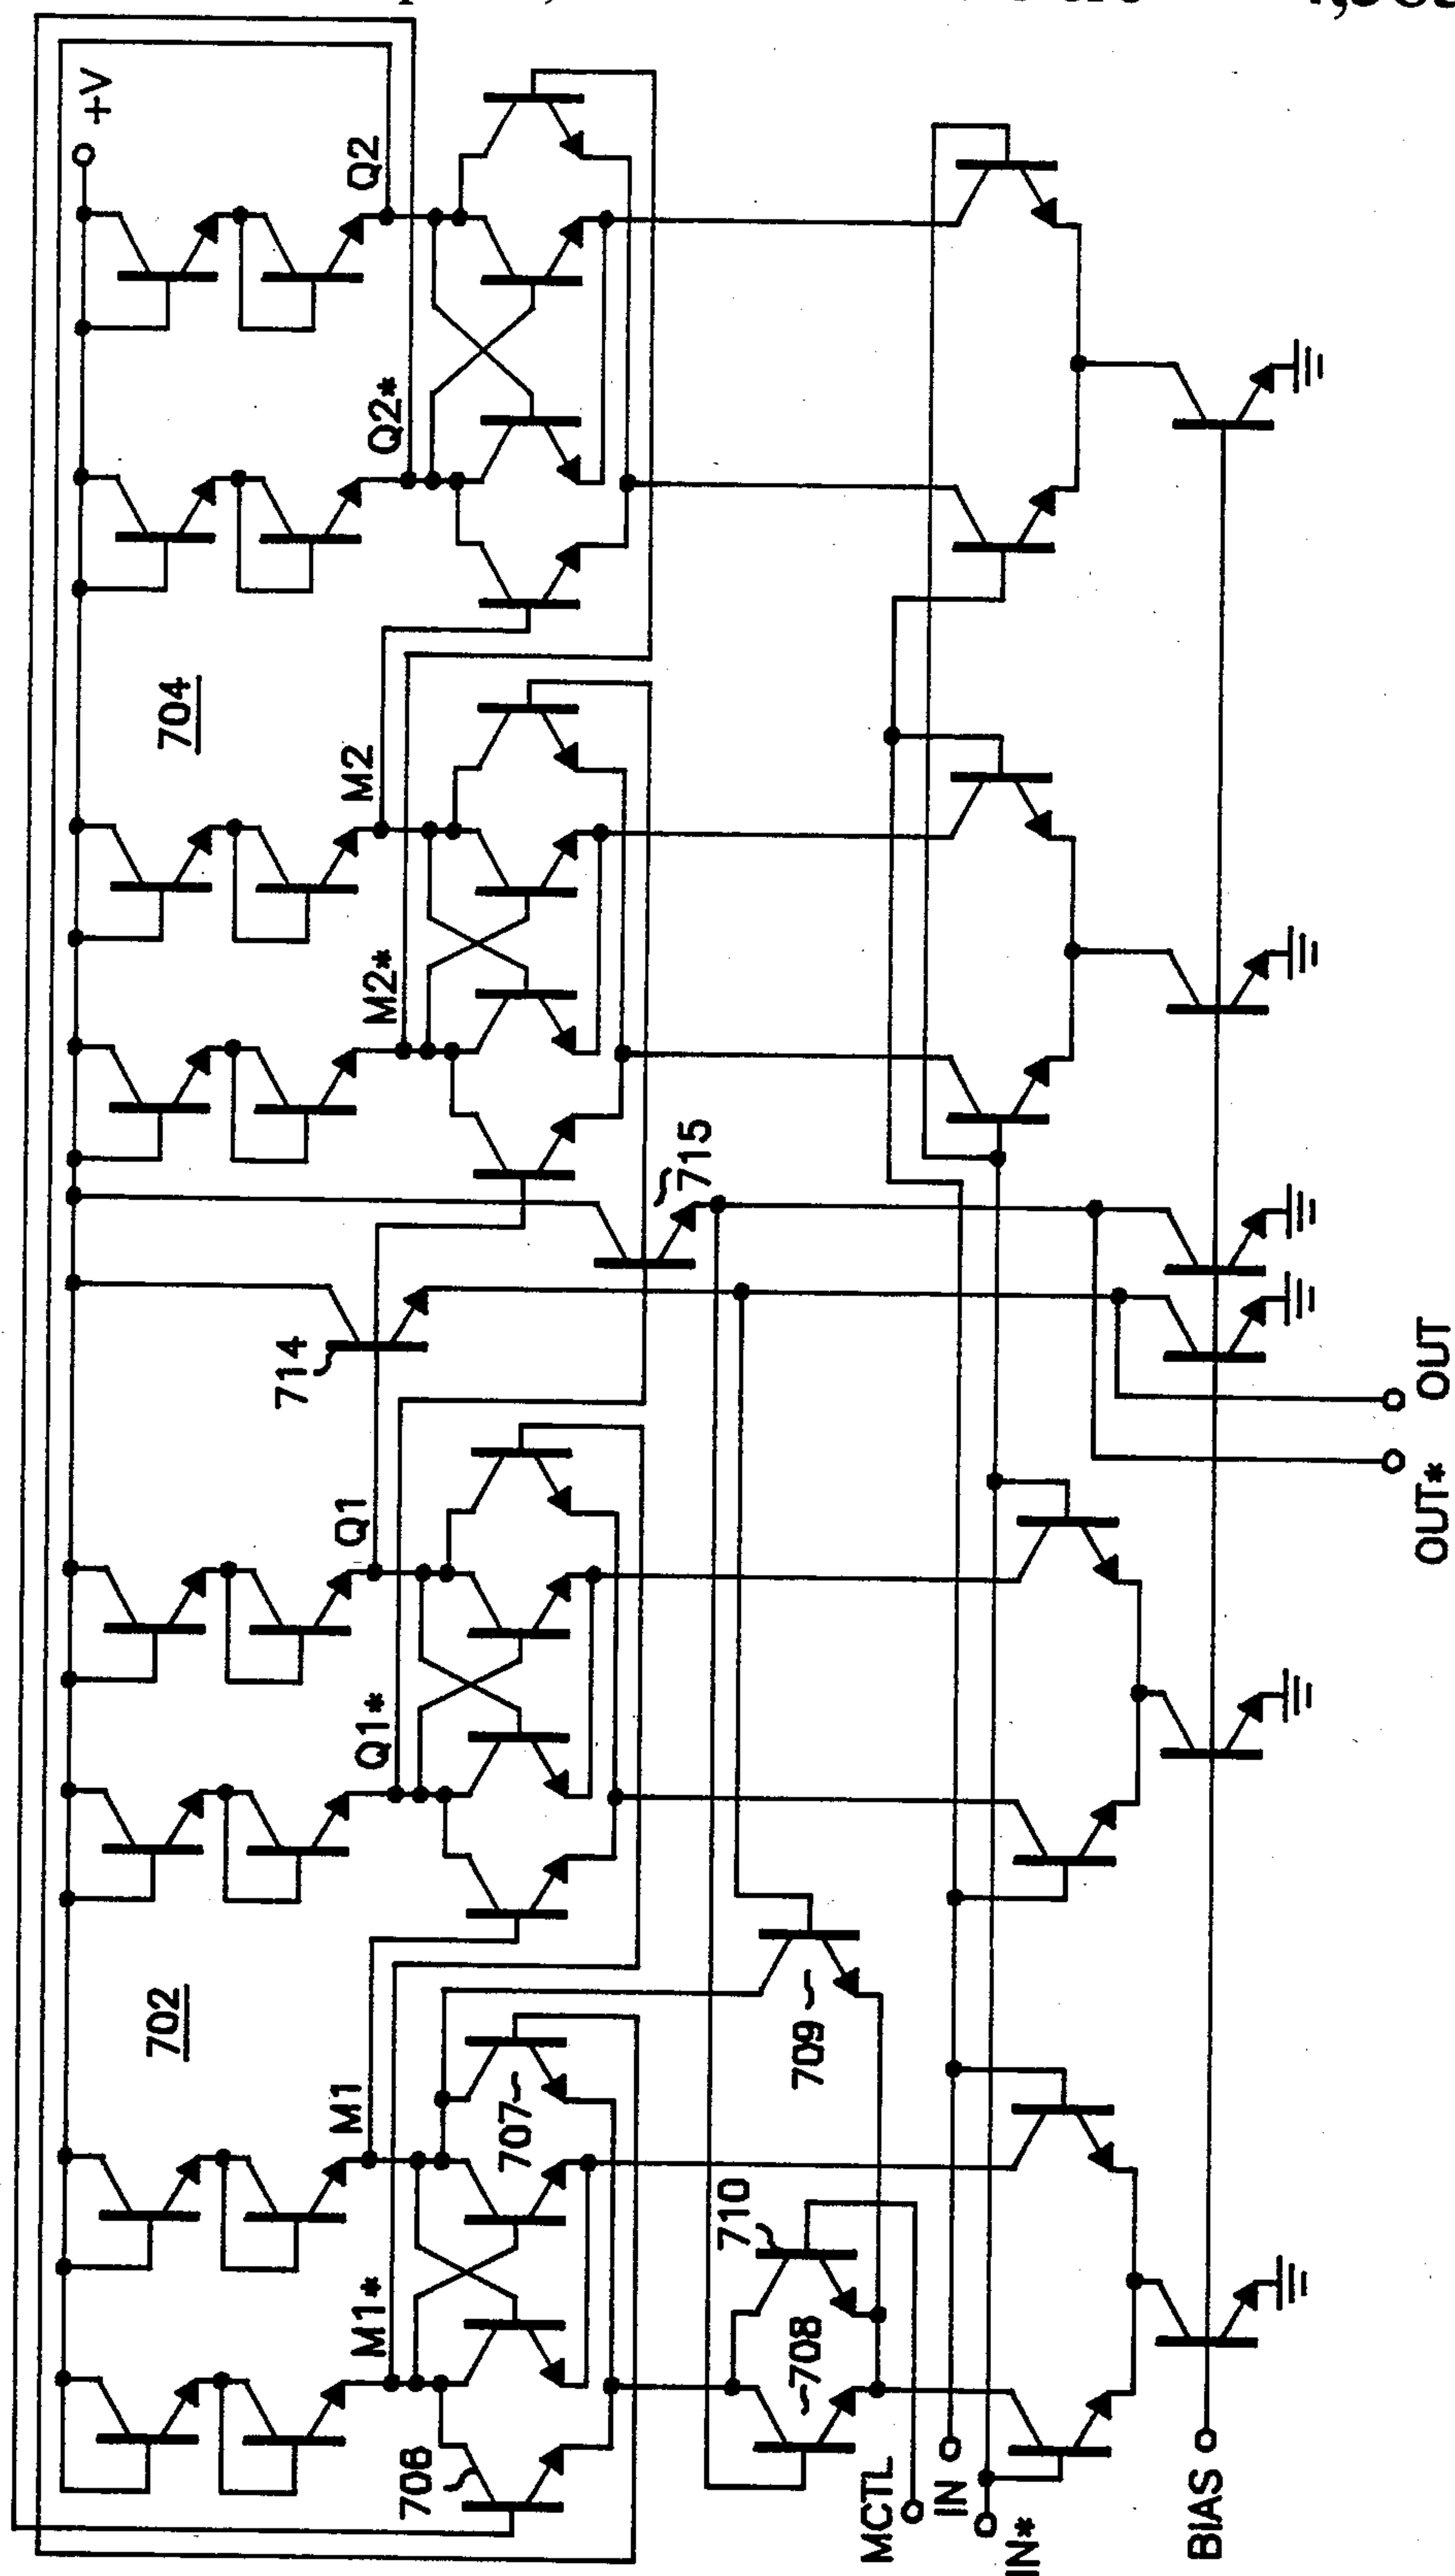 +V
702
704
714
M1*
M1
Q1*
Q1
M2*
M2
Q2*
Q2
706
707
715
710
708
709
MCTL
IN
IN*
BIAS
OUT*
OUT